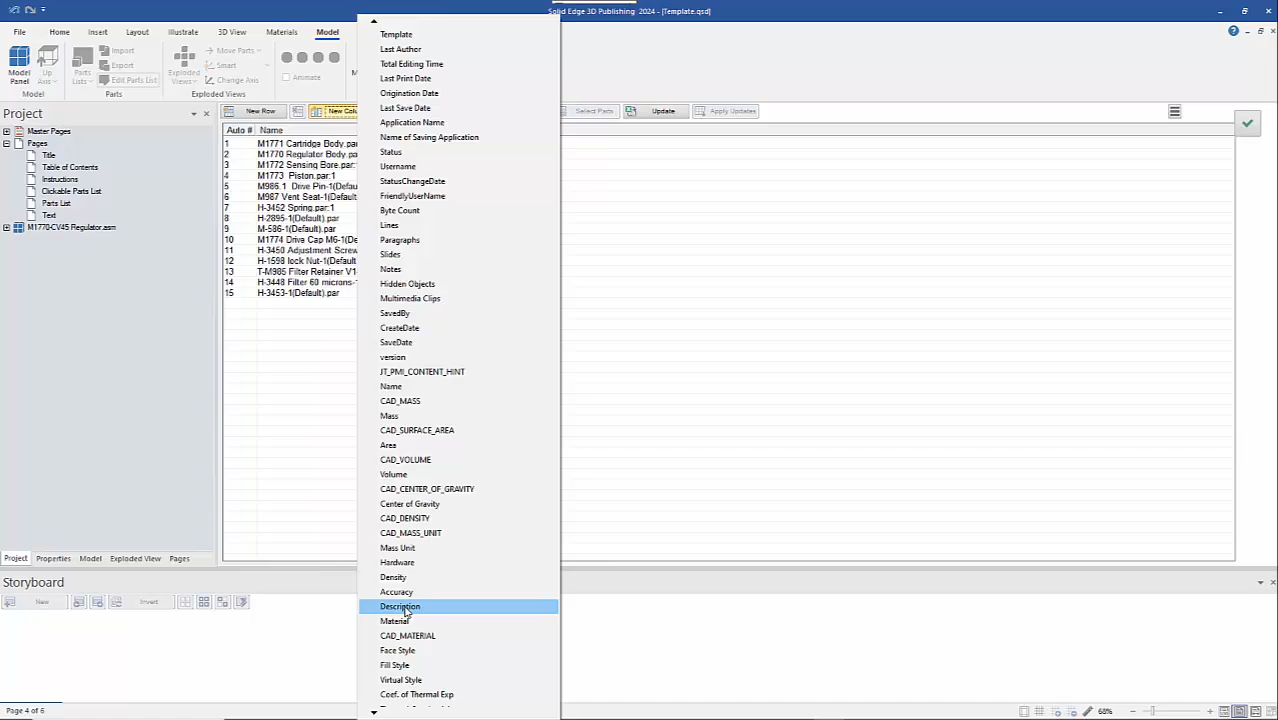 Solid Edge 3D Publishing 2024 - [Template.qsd]
File Home Insert Layout Illustrate 3D View Materials Model
Import Move Parts
Export Smart
Model Panel Up Axis Parts Lists Edit Parts List Exploded Views Change Axis Animate
Model Parts Exploded Views
Project
New Row New Colu Select Parts Update Apply Updates
Auto # Name
Master Pages
Pages
Title
Table of Contents
Instructions
Clickable Parts List
Parts List
Text
M1770-CV45 Regulator.asm
1 M1771 Cartridge Body.par
2 M1770 Regulator Body.pa
3 M1772 Sensing Bore.par:1
4 M1773 Piston.par:1
5 M986.1 Drive Pin-1(Defau
6 M987 Vent Seat-1(Default
7 H-3452 Spring.par:1
8 H-2895-1(Default).par
9 M-586-1(Default).par
10 M1774 Drive Cap M6-1(De
11 H-3450 Adjustment Screw
12 H-1598 lock Nut-1(Default
13 T-M985 Filter Retainer V1-
14 H-3448 Filter 60 microns-1
15 H-3453-1(Default).par
Template
Last Author
Total Editing Time
Last Print Date
Origination Date
Last Save Date
Application Name
Name of Saving Application
Status
Username
StatusChangeDate
FriendlyUserName
Byte Count
Lines
Paragraphs
Slides
Notes
Hidden Objects
Multimedia Clips
SavedBy
CreateDate
SaveDate
version
JT_PMI_CONTENT_HINT
Name
CAD_MASS
Mass
CAD_SURFACE_AREA
Area
CAD_VOLUME
Volume
CAD_CENTER_OF_GRAVITY
Center of Gravity
CAD_DENSITY
CAD_MASS_UNIT
Mass Unit
Hardware
Density
Accuracy
Description
Material
CAD_MATERIAL
Face Style
Fill Style
Virtual Style
Coef. of Thermal Exp
Project Properties Model Exploded View Pages
Storyboard
New Invert
Page 4 of 6
68%